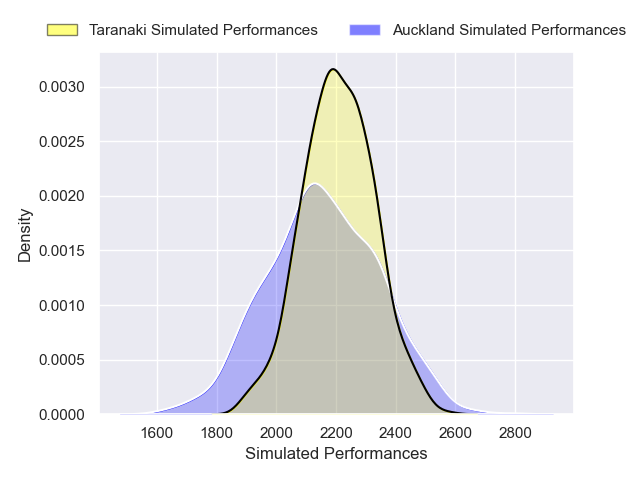 Taranaki Simulated Performances Auckland Simulated Performances
0.0030
0.0025
0.0020
0.0015
0.0010
0.0005
0.0000
Density
1600 1800 2000 2200 2400 2600 2800
Simulated Performances